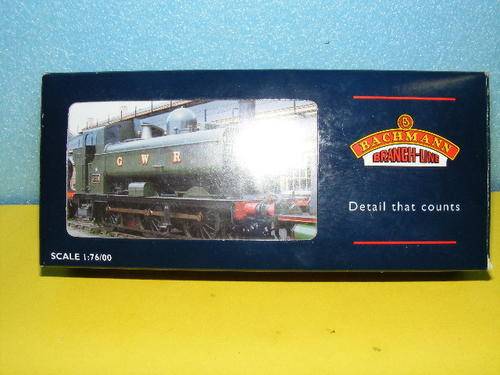 G W R
B
BACHMANN
BRANCH-LINE
Detail that counts
SCALE 1:76/00